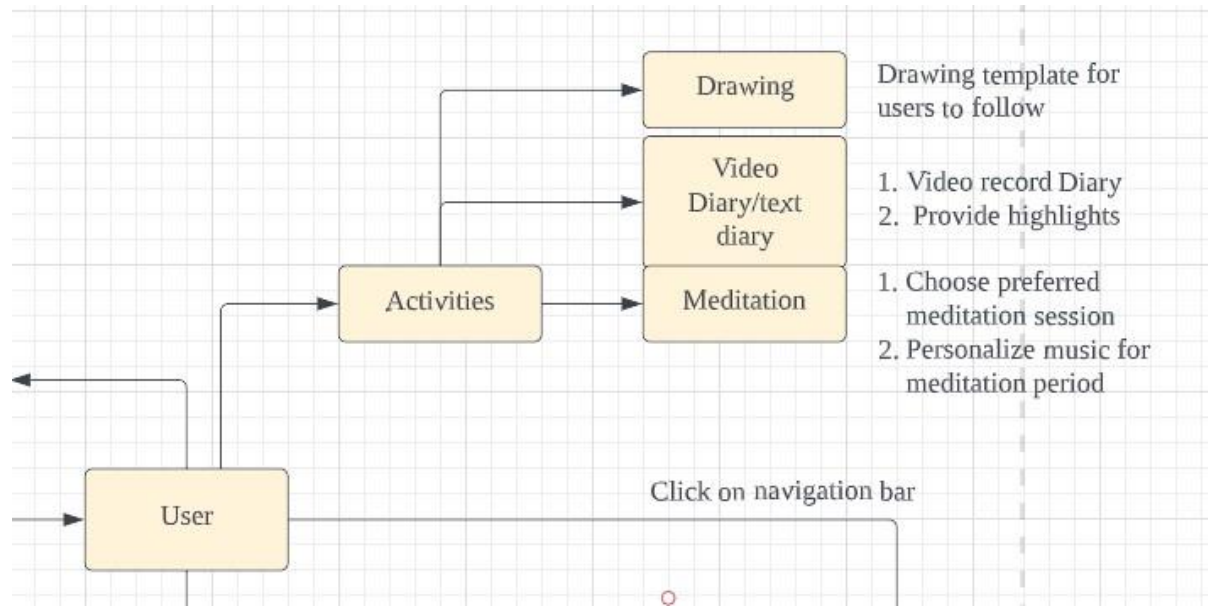 Drawing
Drawing template for
users to follow
Video
Diary/text
diary
1. Video record Diary
2. Provide highlights
Activities
Meditation
1. Choose preferred
meditation session
2. Personalize music for
meditation period
User
Click on navigation bar